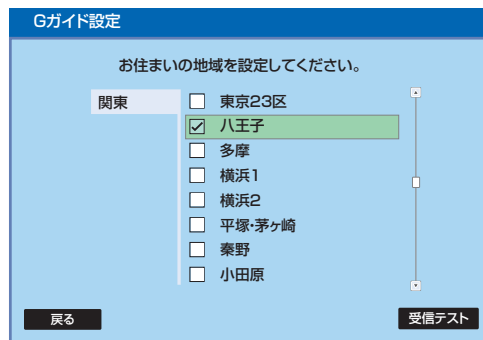 Gガイド設定
お住まいの地域を設定してください。
関東
東京23区
八王子
多摩
横浜1
横浜2
平塚・茅ヶ崎
秦野
小田原
戻る
受信テスト